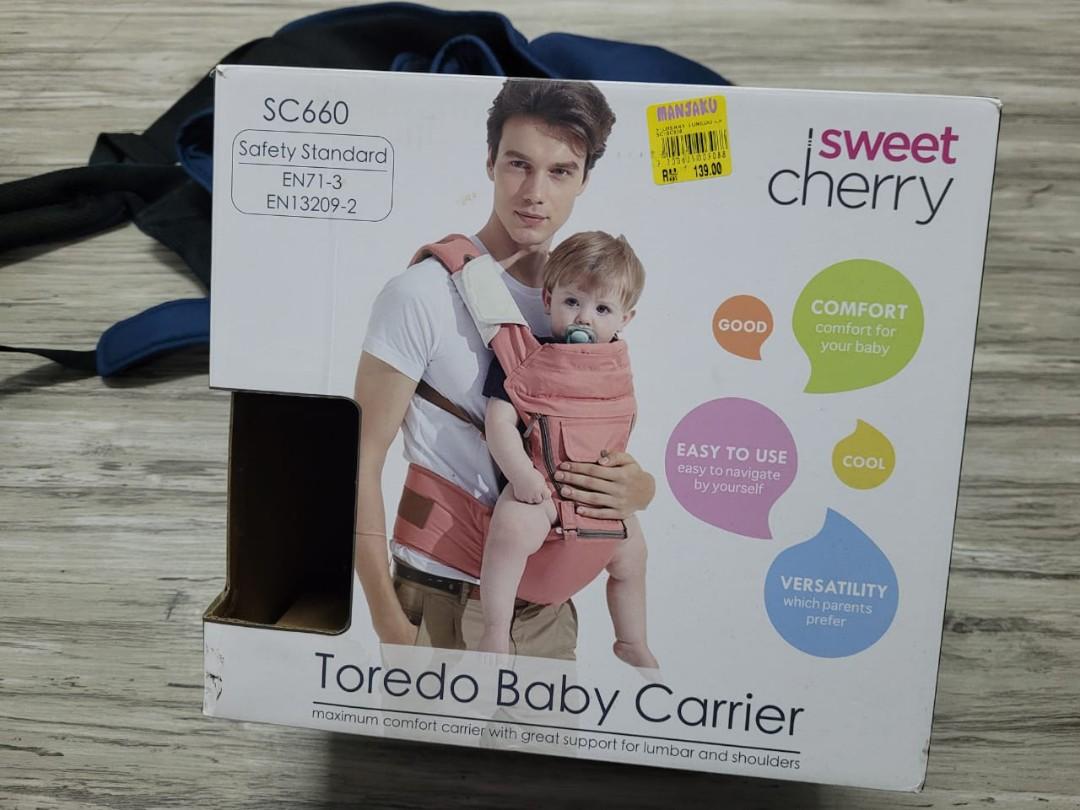 SC660
Safety Standard
EN71-3
EN13209-2
MANJAKU
139.00
sweet
cherry
GOOD
COMFORT
comfort for
your baby
EASY TO USE
easy to navigate
by yourself
COOL
VERSATILITY
which parents
prefer
Toredo Baby Carrier
maximum comfort carrier with great support for lumbar and shoulders